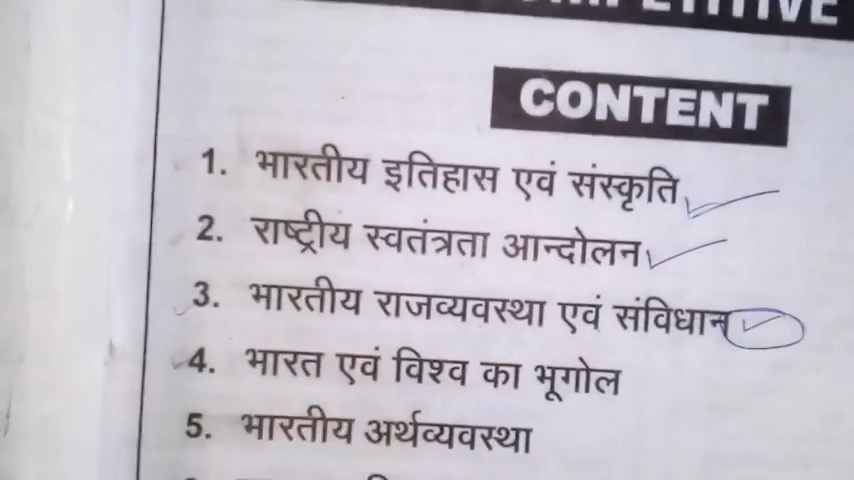 CONTENT
1. भारतीय इतिहास एवं संस्कृति
2. राष्ट्रीय स्वतंत्रता आन्दोलन
3. भारतीय राजव्यवस्था एवं संविधान
4. भारत एवं विश्व का भूगोल
5. भारतीय अर्थव्यवस्था